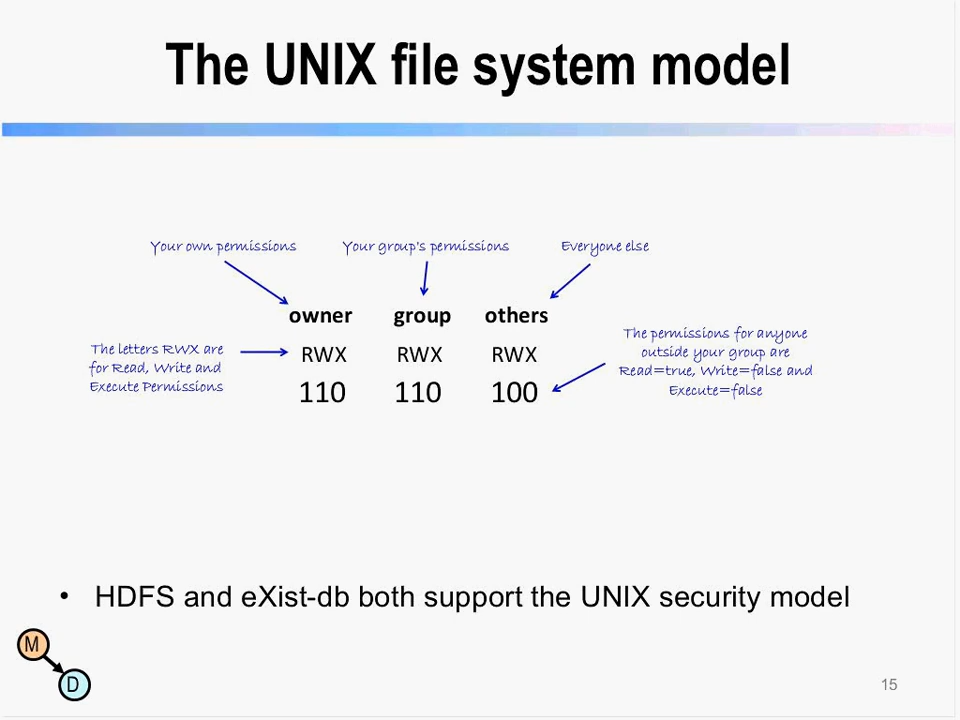 The UNIX file system model
Your own permissions
Your group's permissions
Everyone else
owner group others
The letters RWX are
for Read, Write and
Execute Permissions
RWX RWX RWX
110 110 100
The permissions for anyone
outside your group are
Read=true, Write=false and
Execute=false
• HDFS and eXist-db both support the UNIX security model
M
D
15